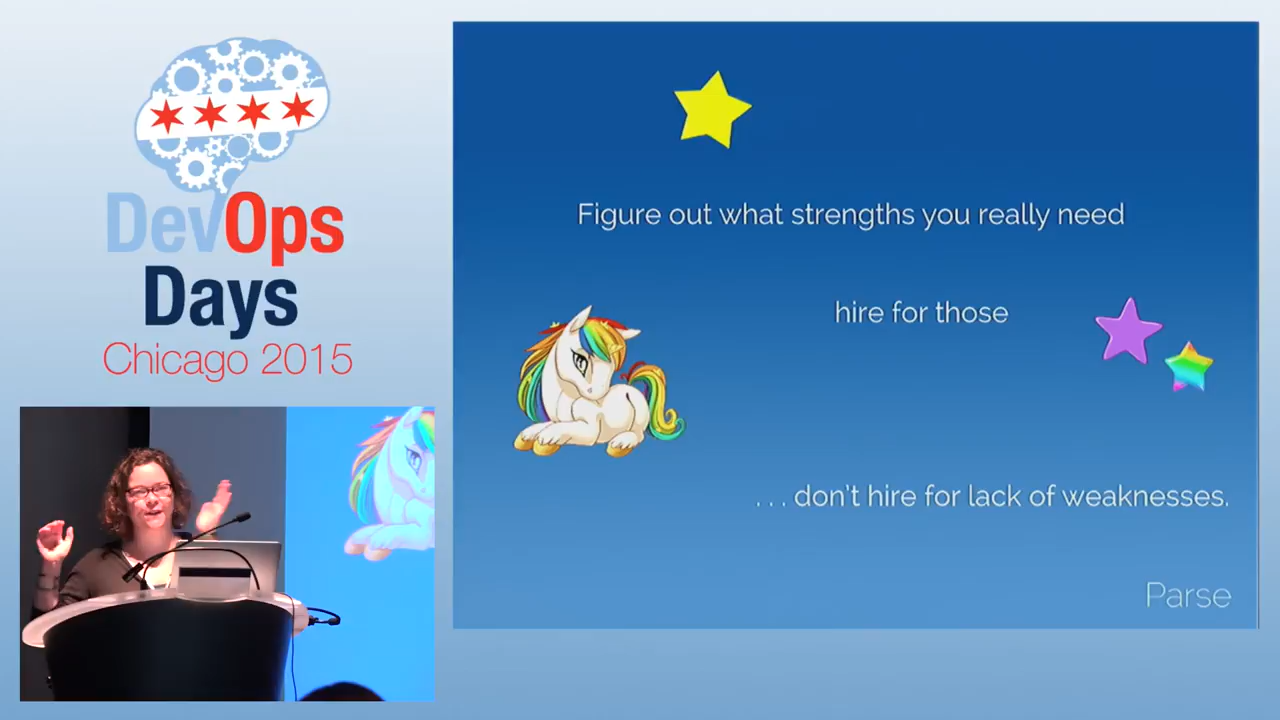 DevOps
Days
Chicago 2015
Figure out what strengths you really need
hire for those
. . . don't hire for lack of weaknesses.
Parse